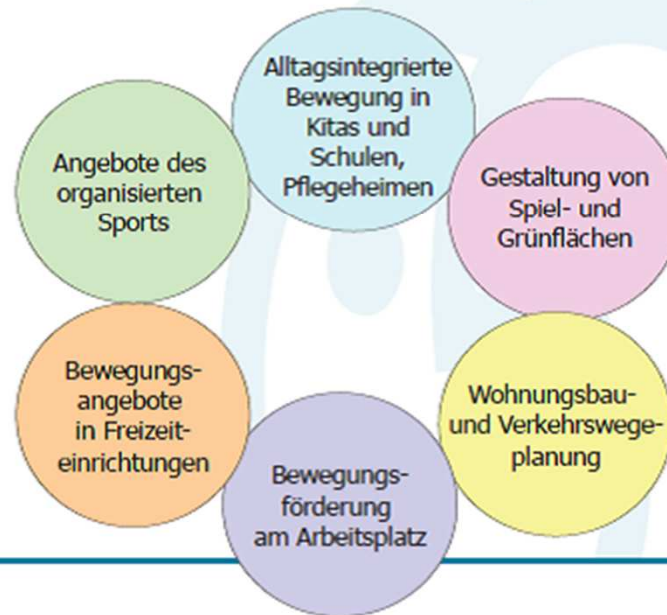 Alltagsintegrierte
Bewegung in
Kitas und
Schulen,
Pflegeheimen
Gestaltung von
Spiel- und
Grünflächen
Wohnungsbau-
und Verkehrswege-
planung
Bewegungs-
förderung
am Arbeitsplatz
Bewegungs-
angebote
in Freizeit-
einrichtungen
Angebote des
organisierten
Sports